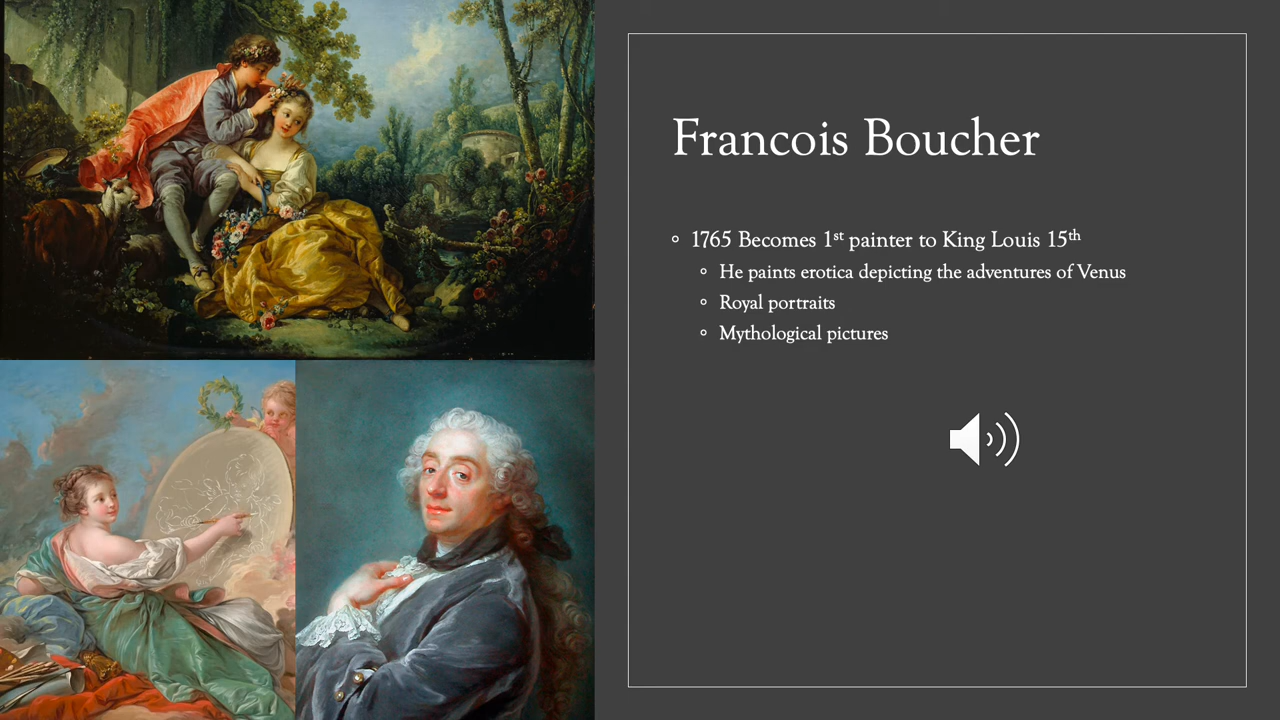 Francois Boucher
1765 Becomes 1st painter to King Louis 15th
He paints erotica depicting the adventures of Venus
Royal portraits
Mythological pictures